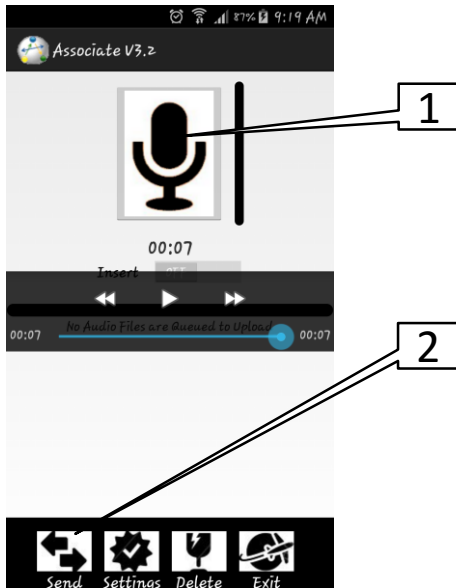 87% 9:19 AM
Associate V3.2
1
00:07
Insert OFF
No Audio Files are Queued to Upload
00:07 00:07
2
Send Settings Delete Exit